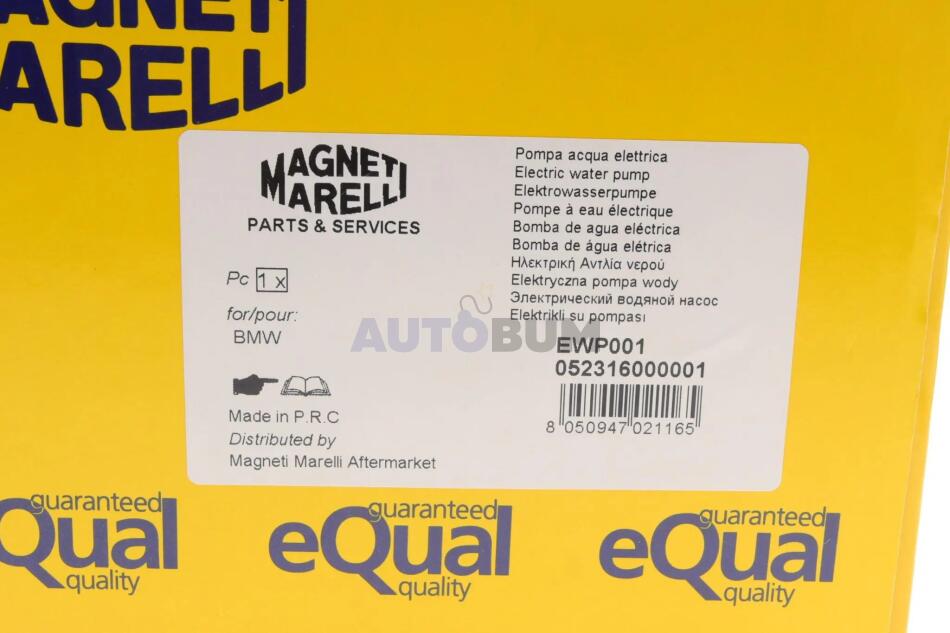 MAGNETI
MARELLI
MAGNETI
MARELLI
PARTS & SERVICES
Pc 1 x
for/pour:
BMW
Made in P.R.C
Distributed by
Magneti Marelli Aftermarket
Pompa acqua elettrica
Electric water pump
Elektrowasserpumpe
Pompe à eau électrique
Bomba de agua eléctrica
Bomba de água elétrica
Ηλεκτρική Αντλία νερού
Elektryczna pompa wody
Электрический водяной насос
Elektrikli su pompası
AUTOBUM
EWP001
052316000001
8 050947 021165
guaranteed
eQual
quality
guaranteed
eQual
quality
guaranteed
eQual
quality